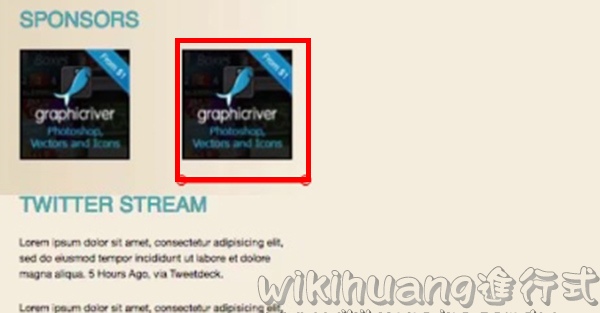 SPONSORS
From $1
graphicriver
Photoshop,
Vectors and Icons
From $1
graphicriver
Photoshop,
Vectors and Icons
TWITTER STREAM
Lorem ipsum dolor sit amet, consectetur adipisicing elit,
sed do eiusmod tempor incididunt ut labore et dolore
magna aliqua. 5 Hours Ago, via Tweetdeck.
Lorem ipsum dolor sit amet, consectetur adipisicing elit,
wikihuang進行式